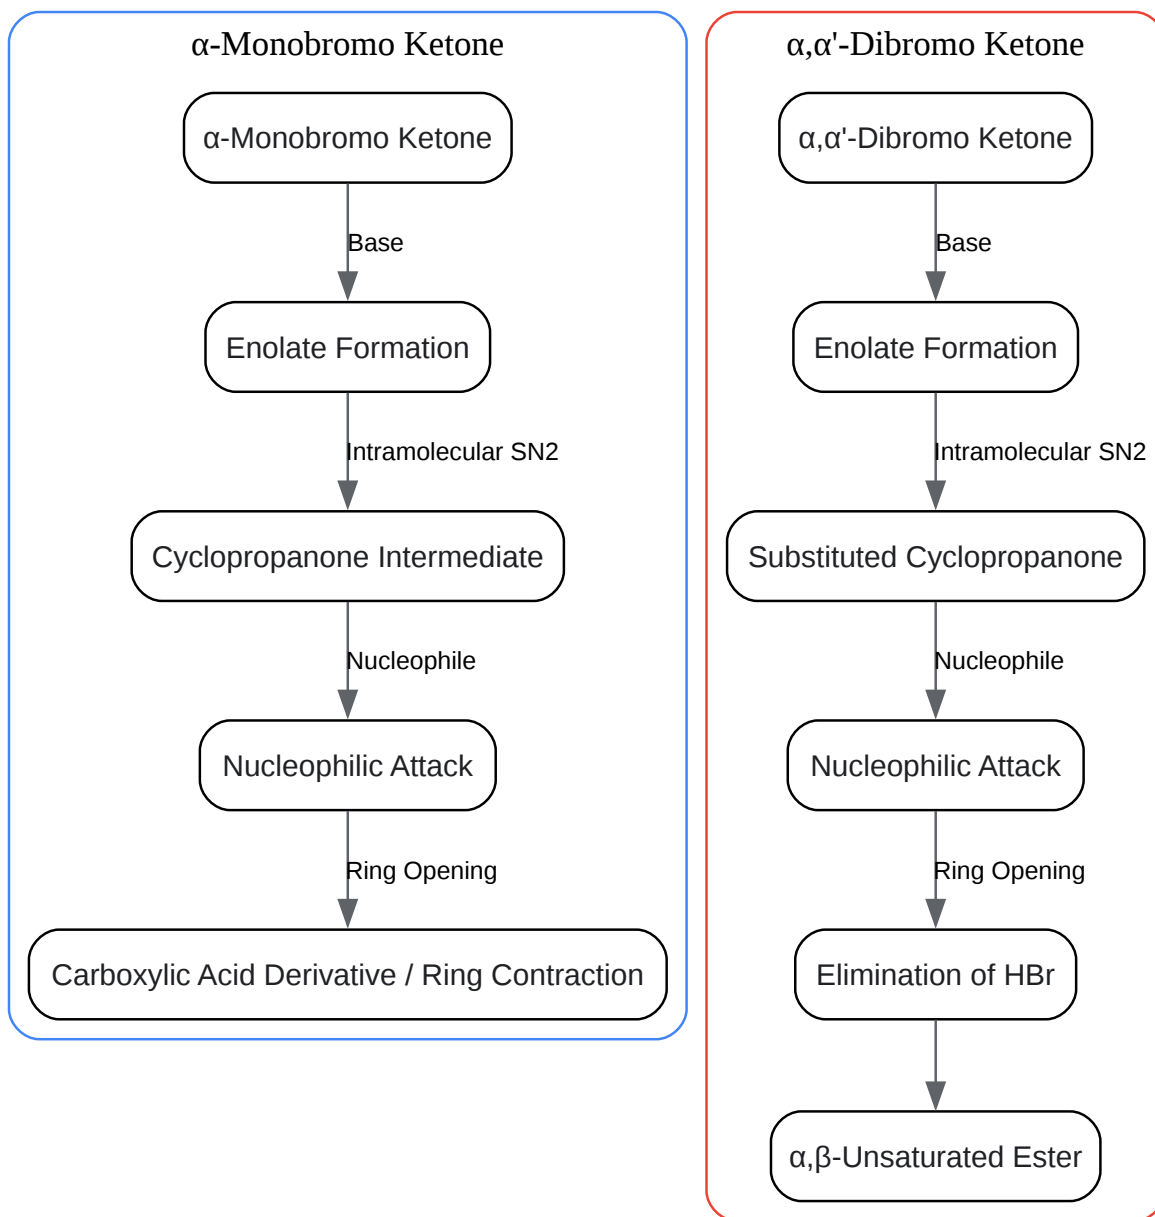 α-Monobromo Ketone
α-Monobromo Ketone
Base
Enolate Formation
Intramolecular SN2
Cyclopropanone Intermediate
Nucleophile
Nucleophilic Attack
Ring Opening
Carboxylic Acid Derivative / Ring Contraction
α,α'-Dibromo Ketone
α,α'-Dibromo Ketone
Base
Enolate Formation
Intramolecular SN2
Substituted Cyclopropanone
Nucleophile
Nucleophilic Attack
Ring Opening
Elimination of HBr
α,β-Unsaturated Ester